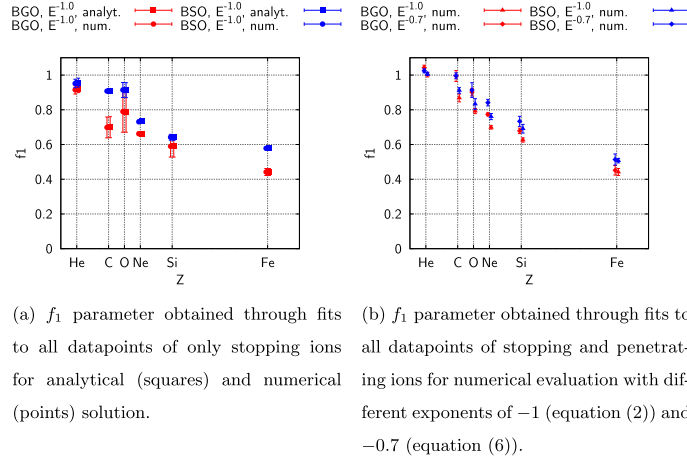 BGO, E^-1.0 analyt. BSO, E^-1.0 analyt.
BGO, E^-1.0, num. BSO, E^-1.0, num.
1
0.8
0.6
0.4
0.2
0
f1
He C O Ne Si Fe
Z
(a) f₁ parameter obtained through fits
to all datapoints of only stopping ions
for analytical (squares) and numerical
(points) solution.
BGO, E^-1.0, num. BSO, E^-1.0, num.
BGO, E^-0.7, num. BSO, E^-0.7, num.
1
0.8
0.6
0.4
0.2
0
f1
He C O Ne Si Fe
Z
(b) f₁ parameter obtained through fits to
all datapoints of stopping and penetrat-
ing ions for numerical evaluation with dif-
ferent exponents of −1 (equation (2)) and
−0.7 (equation (6)).